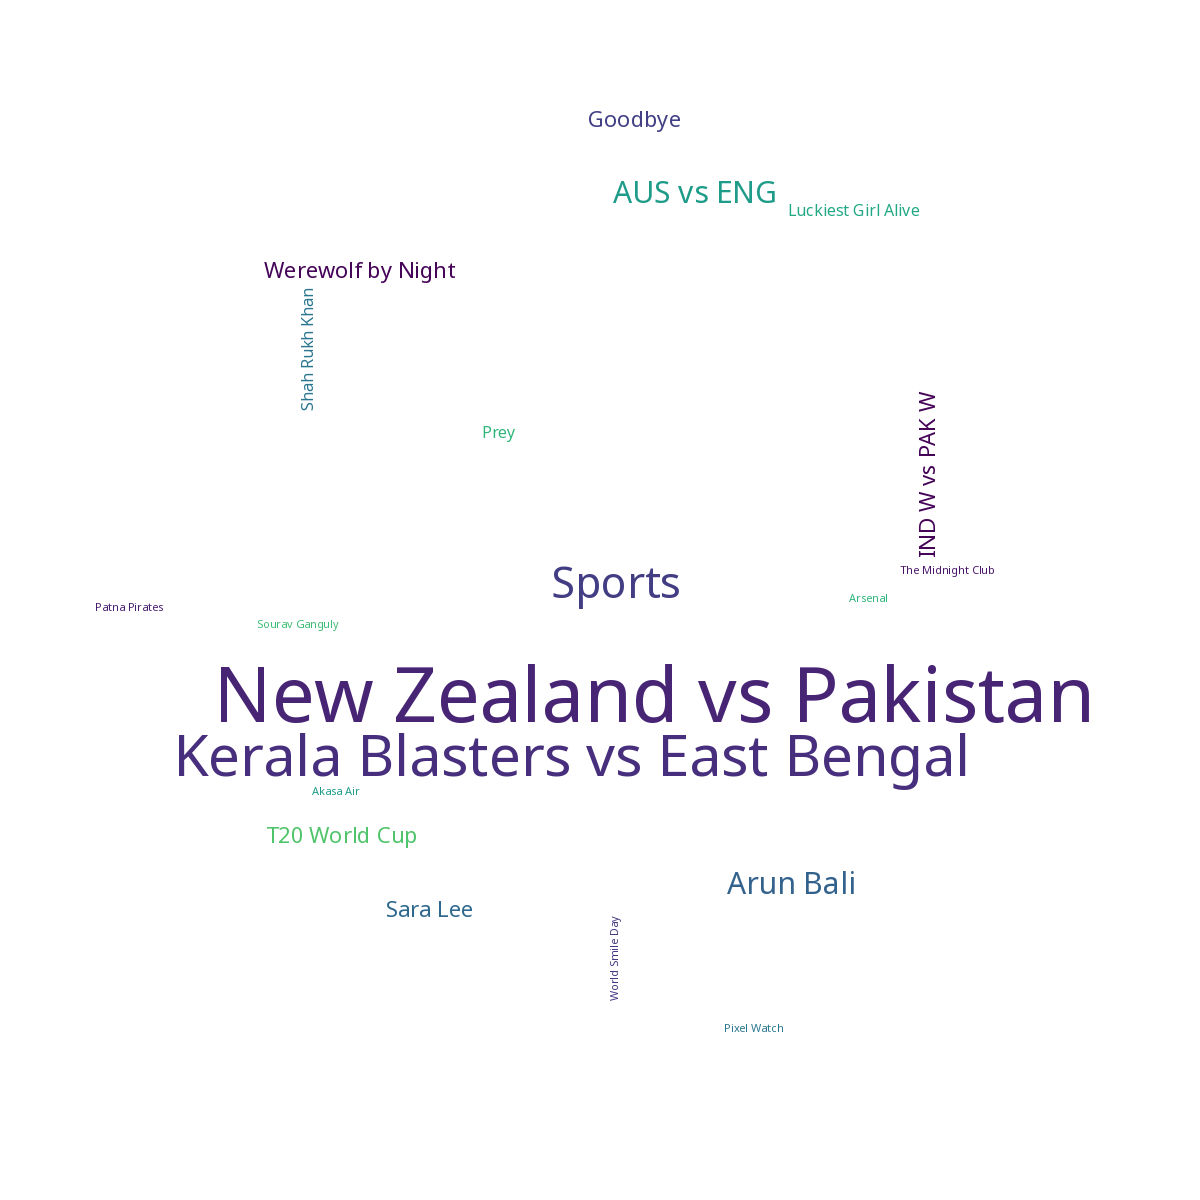 Goodbye
AUS vs ENG
Luckiest Girl Alive
Werewolf by Night
Shah Rukh Khan
IND W vs PAK W
Prey
Sports
The Midnight Club
Arsenal
Patna Pirates
Sourav Ganguly
New Zealand vs Pakistan
Kerala Blasters vs East Bengal
Akasa Air
T20 World Cup
Arun Bali
Sara Lee
World Smile Day
Pixel Watch